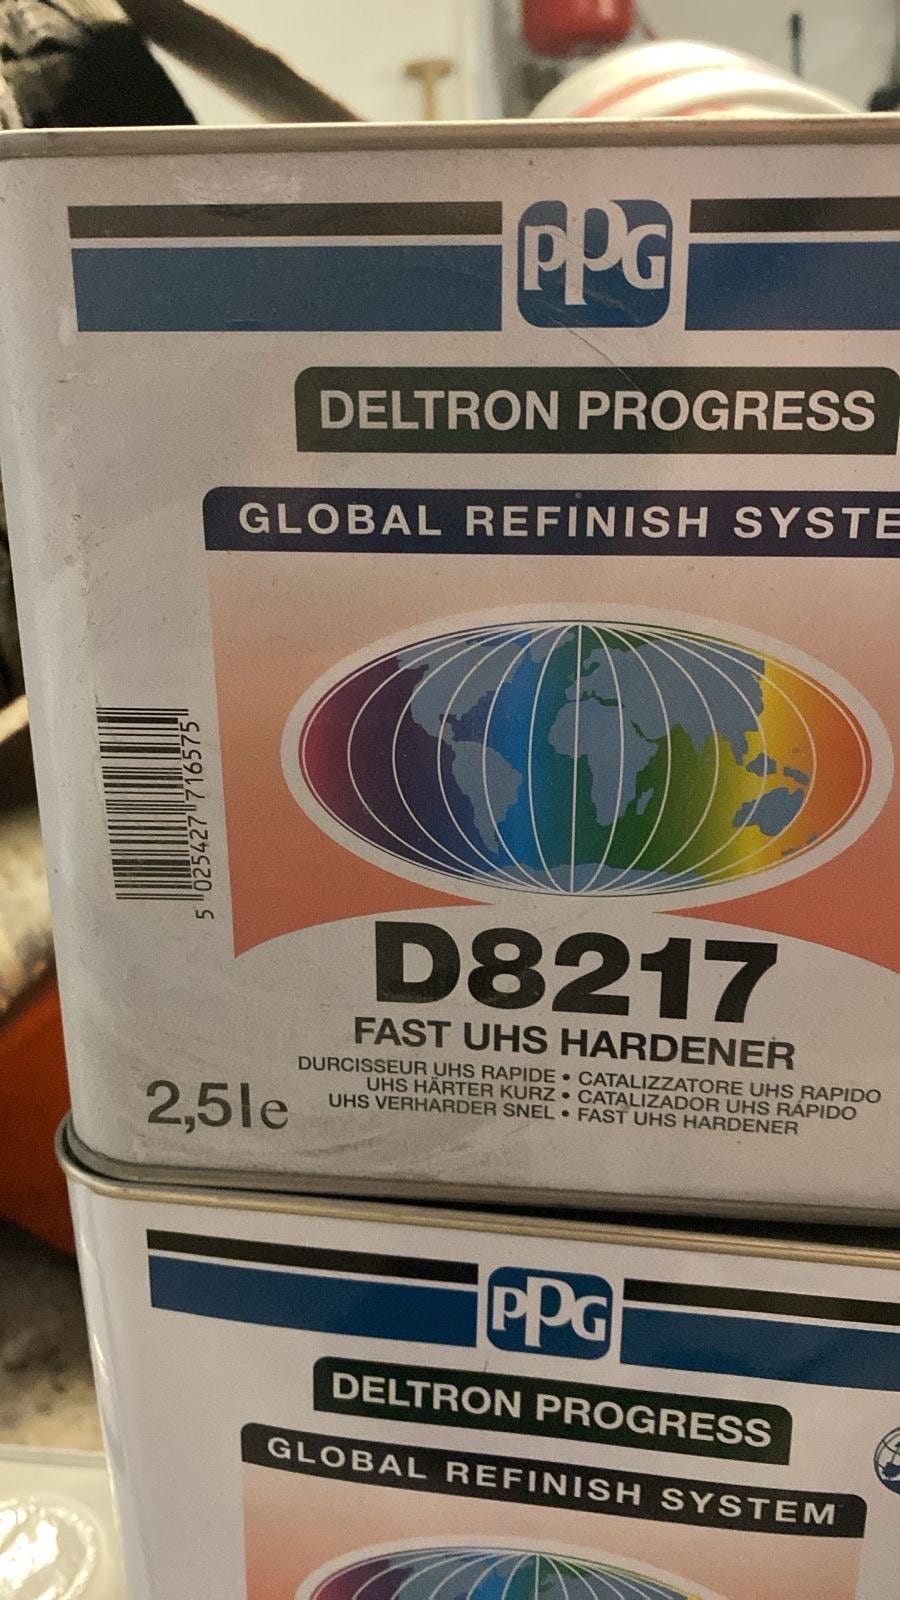 PPG
DELTRON PROGRESS
GLOBAL REFINISH SYSTE
5 025427 716575
D8217
FAST UHS HARDENER
DURCISSEUR UHS RAPIDE • CATALIZZATORE UHS RAPIDO
UHS HÄRTER KURZ • CATALIZADOR UHS RÁPIDO
UHS VERHARDER SNEL • FAST UHS HARDENER
2,5l e
PPG
DELTRON PROGRESS
GLOBAL REFINISH SYSTEM